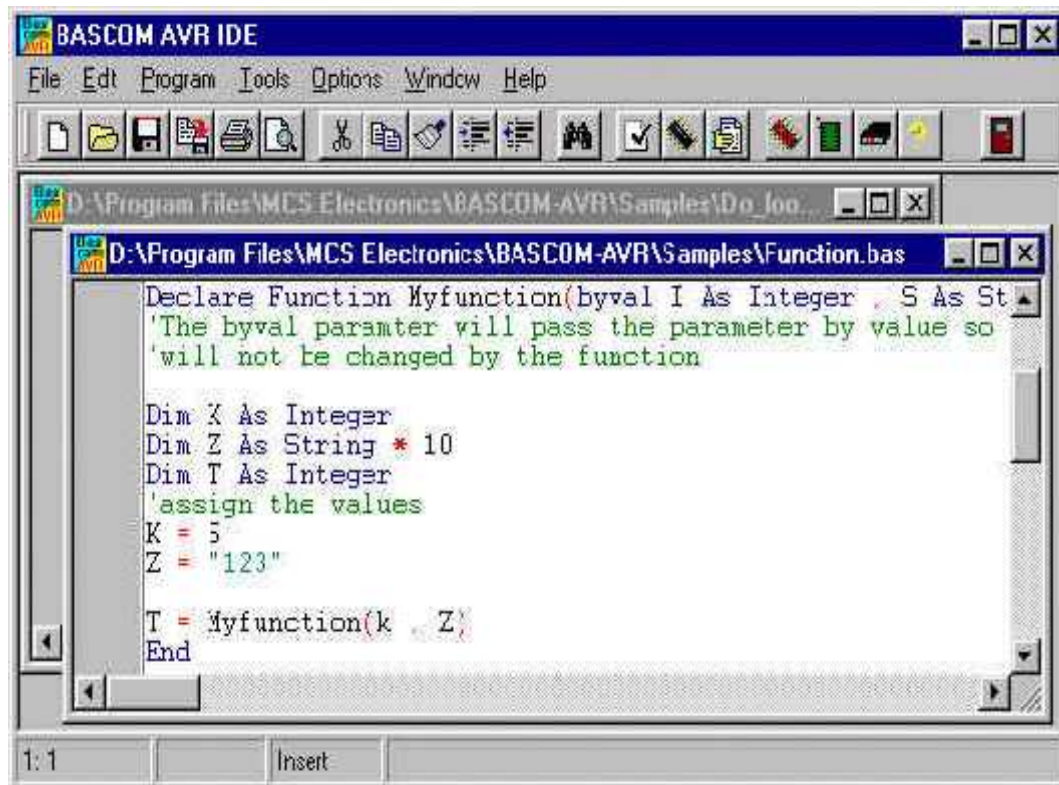 BASCOM AVR IDE
File Edt Program Tools Options Window Help
D:\Program Files\MCS Electronics\BASCOM-AVR\Samples\Do_loo...
D:\Program Files\MCS Electronics\BASCOM-AVR\Samples\Function.bas
Declare Function Myfunction(byval I As Integer , S As St
'The byval paramter will pass the parameter by value so
'will not be changed by the function
Dim K As Integer
Dim Z As String * 10
Dim T As Integer
'assign the values
K = 5
Z = "123"
T = Myfunction(k , Z)
End
1: 1
Insert